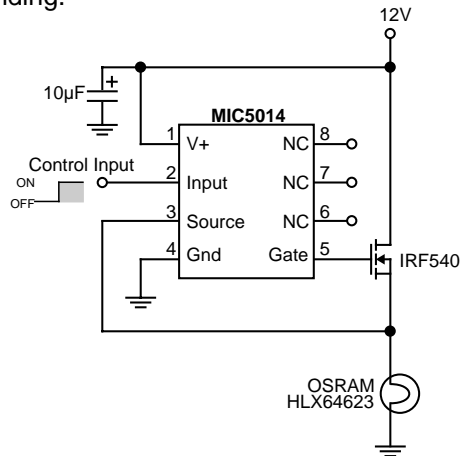 nding.
12V
10µF
+
MIC5014
1 V+ NC 8
Control Input
ON
OFF
2 Input NC 7
3 Source NC 6
4 Gnd Gate 5
IRF540
OSRAM
HLX64623